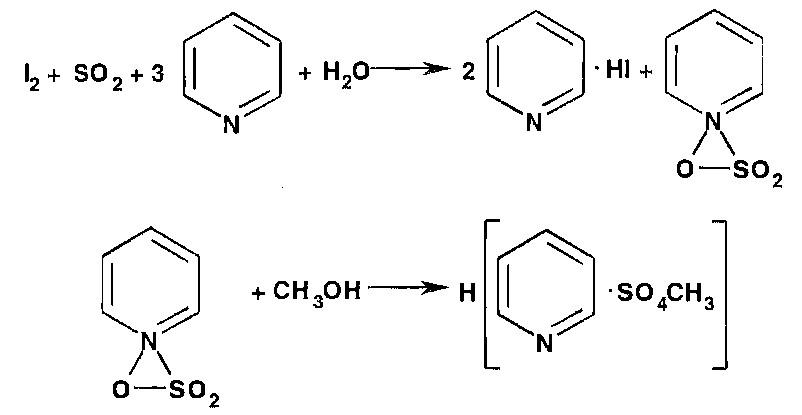 I₂ + SO₂ + 3 N + H₂O ⟶ 2 N · HI + N O SO₂
N O SO₂ + CH₃OH ⟶ H [ N · SO₄CH₃ ]